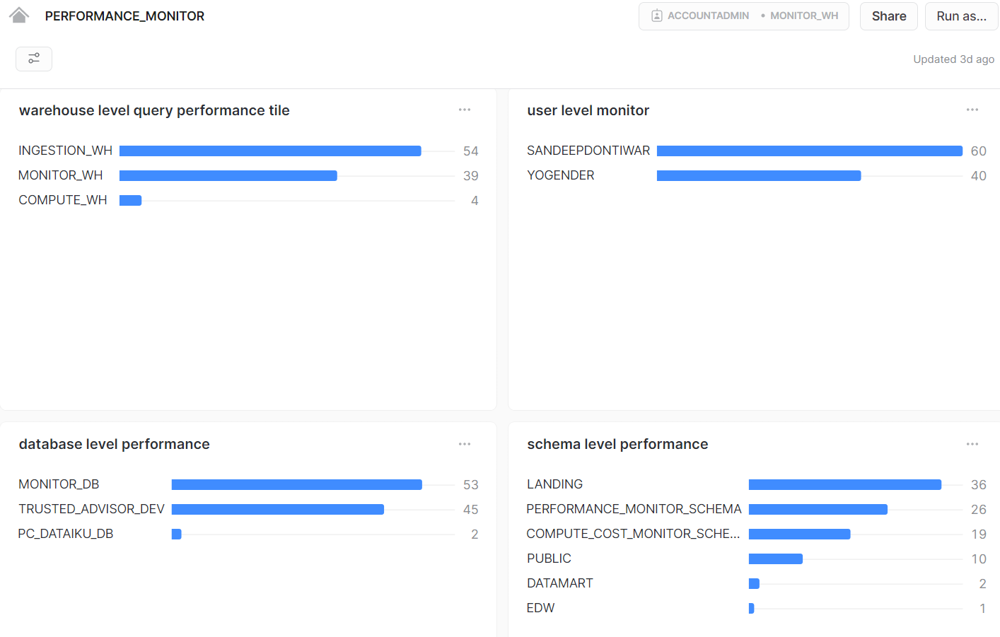 PERFORMANCE_MONITOR
ACCOUNTADMIN • MONITOR_WH
Share
Run as...
Updated 3d ago
warehouse level query performance tile
INGESTION_WH 54
MONITOR_WH 39
COMPUTE_WH 4
user level monitor
SANDEEPDONTIWAR 60
YOGENDER 40
database level performance
MONITOR_DB 53
TRUSTED_ADVISOR_DEV 45
PC_DATAIKU_DB 2
schema level performance
LANDING 36
PERFORMANCE_MONITOR_SCHEMA 26
COMPUTE_COST_MONITOR_SCHE... 19
PUBLIC 10
DATAMART 2
EDW 1